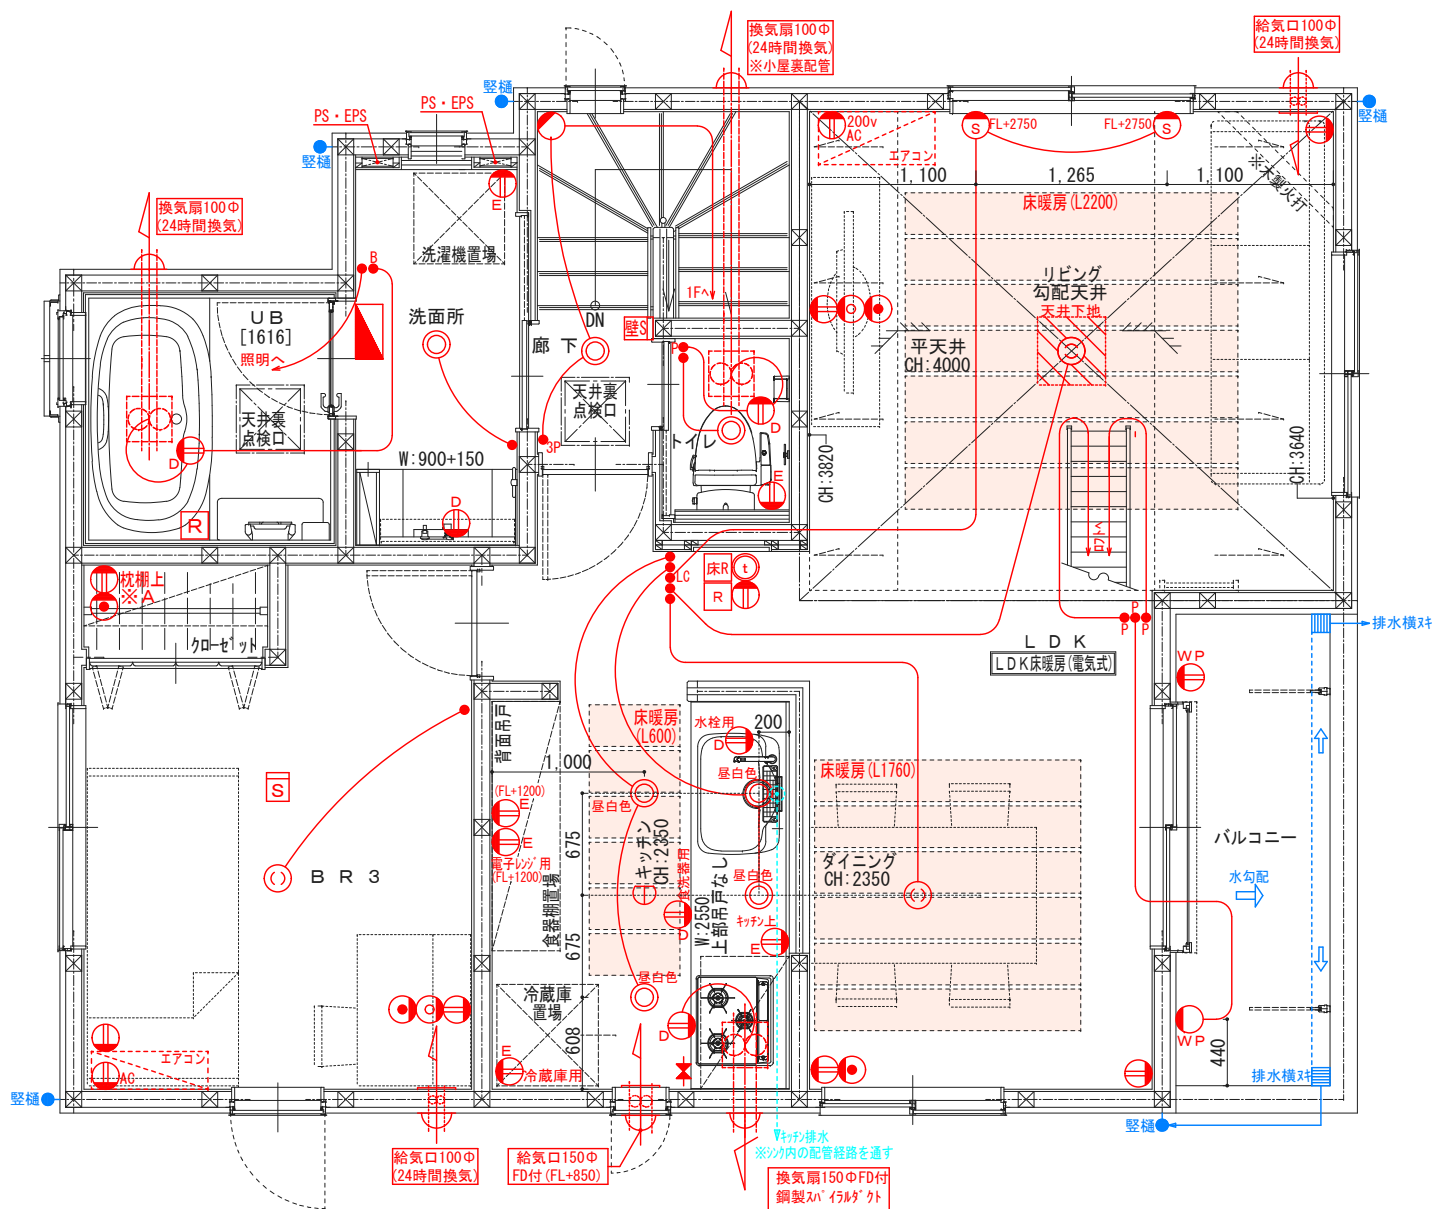 換気扇100Φ
(24時間換気)
※小屋裏配管
給気口100Φ
(24時間換気)
竪樋
PS・EPS
PS・EPS
竪樋
竪樋
200v
AC
エアコン
FL+2750
S
FL+2750
S
1,100
1,265
1,100
※木製火打
床暖房(L2200)
E
洗濯機置場
換気扇100Φ
(24時間換気)
B
UB
[1616]
照明へ
洗面所
廊下
DN
1Fへ
壁S
リビング
勾配天井
天井下地
平天井
CH:4000
P
天井裏
点検口
天井裏
点検口
D
トイレ
D
3P
W:900+150
E
CH:3820
CH:3640
ロフトへ
R
D
枕棚上
※A
クローゼット
LC
床R
t
R
P
P
P
LDK
LDK床暖房(電気式)
排水横ヌキ
WP
背面吊戸
床暖房
(L600)
水栓用
D
200
1,000
昼白色
昼白色
床暖房(L1760)
S
(FL+1200)
E
E
電子レンジ用
(FL+1200)
675
キッチン
CH:2350
食洗器用
昼白色
キッチン上
E
W:2550
上部吊戸なし
ダイニング
CH:2350
BR3
食器棚置場
675
昼白色
バルコニー
水勾配
冷蔵庫
置場
608
D
E
冷蔵庫用
エアコン
AC
WP
440
排水横ヌキ
竪樋
竪樋
給気口100Φ
(24時間換気)
給気口150Φ
FD付(FL+850)
キッチン排水
※シンク内の配管経路を通す
換気扇150ΦFD付
鋼製スパイラルダクト